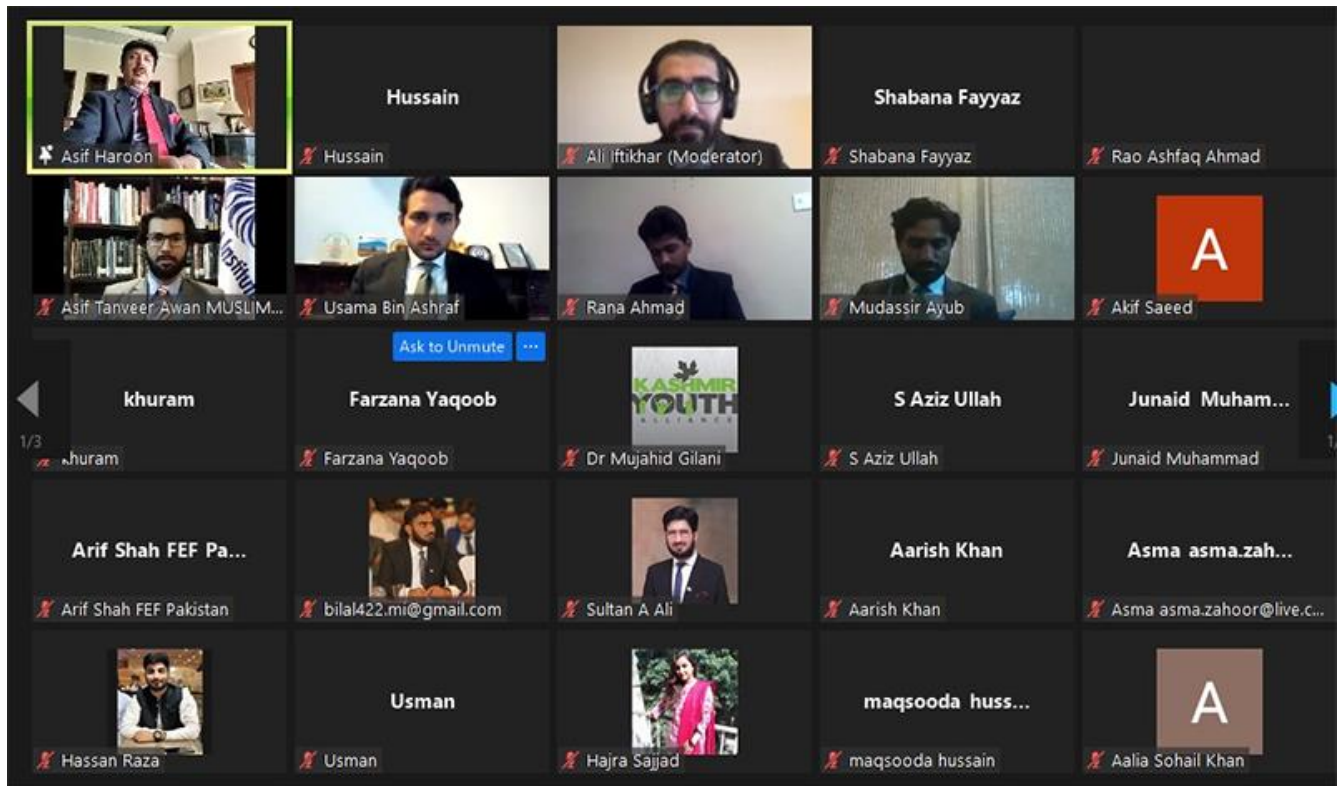 Asif Haroon
Hussain
Hussain
Ali Iftikhar (Moderator)
Shabana Fayyaz
Shabana Fayyaz
Rao Ashfaq Ahmad
Institu
Asif Tanveer Awan MUSLIM...
Usama Bin Ashraf
Rana Ahmad
Mudassir Ayub
A
Akif Saeed
1/3
khuram
khuram
Ask to Unmute ...
Farzana Yaqoob
Farzana Yaqoob
KASHMIR
YOUTH
ALLIANCE
Dr Mujahid Gilani
S Aziz Ullah
S Aziz Ullah
Junaid Muham...
Junaid Muhammad
Arif Shah FEF Pa...
Arif Shah FEF Pakistan
bilal422.mi@gmail.com
Sultan A Ali
Aarish Khan
Aarish Khan
Asma asma.zah...
Asma asma.zahoor@live.c...
Hassan Raza
Usman
Usman
Hajra Sajjad
maqsooda huss...
maqsooda hussain
A
Aalia Sohail Khan